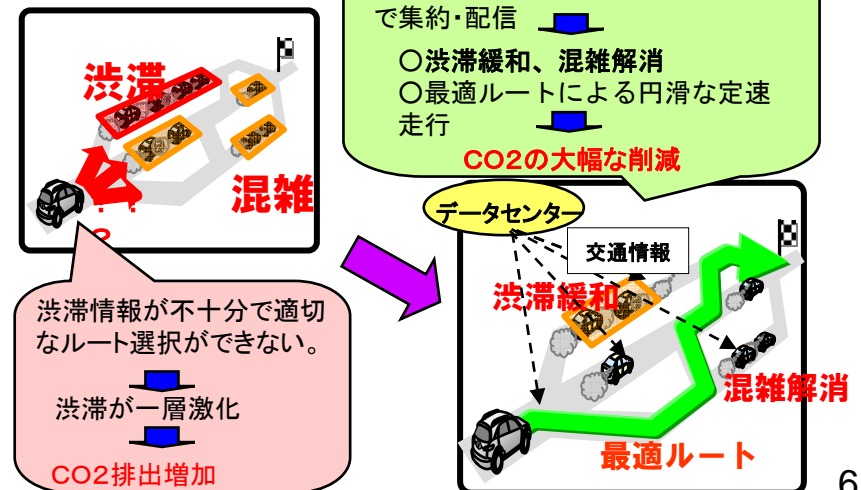 で集約・配信
○渋滞緩和、混雑解消
○最適ルートによる円滑な定速
走行
CO2の大幅な削減
渋滞
混雑
データセンター
交通情報
渋滞緩和
混雑解消
最適ルート
渋滞情報が不十分で適切
なルート選択ができない。
渋滞が一層激化
CO2排出増加
6